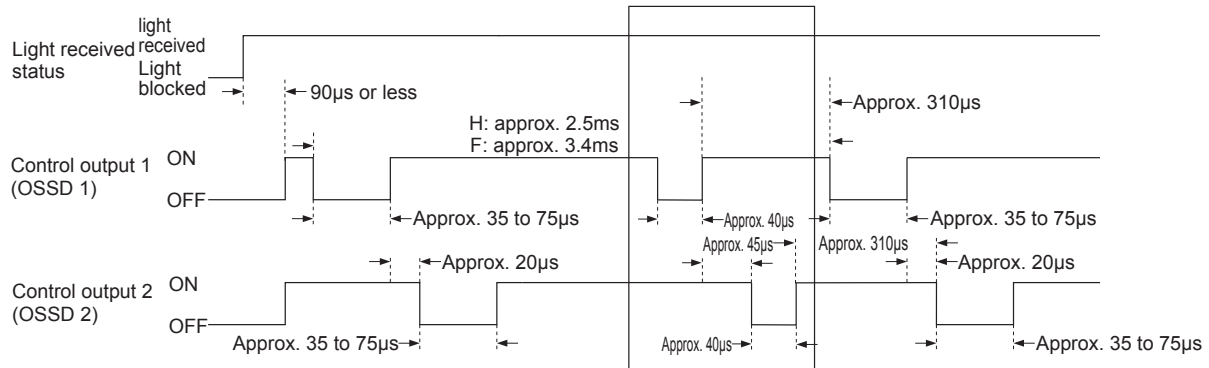 light
received
Light received
status
Light
blocked
90µs or less
Approx. 310µs
H: approx. 2.5ms
F: approx. 3.4ms
Control output 1
(OSSD 1)
ON
OFF
Approx. 35 to 75µs
Approx. 40µs
Approx. 35 to 75µs
Approx. 45µs
Approx. 310µs
Approx. 20µs
Approx. 20µs
Control output 2
(OSSD 2)
ON
OFF
Approx. 35 to 75µs
Approx. 40µs
Approx. 35 to 75µs